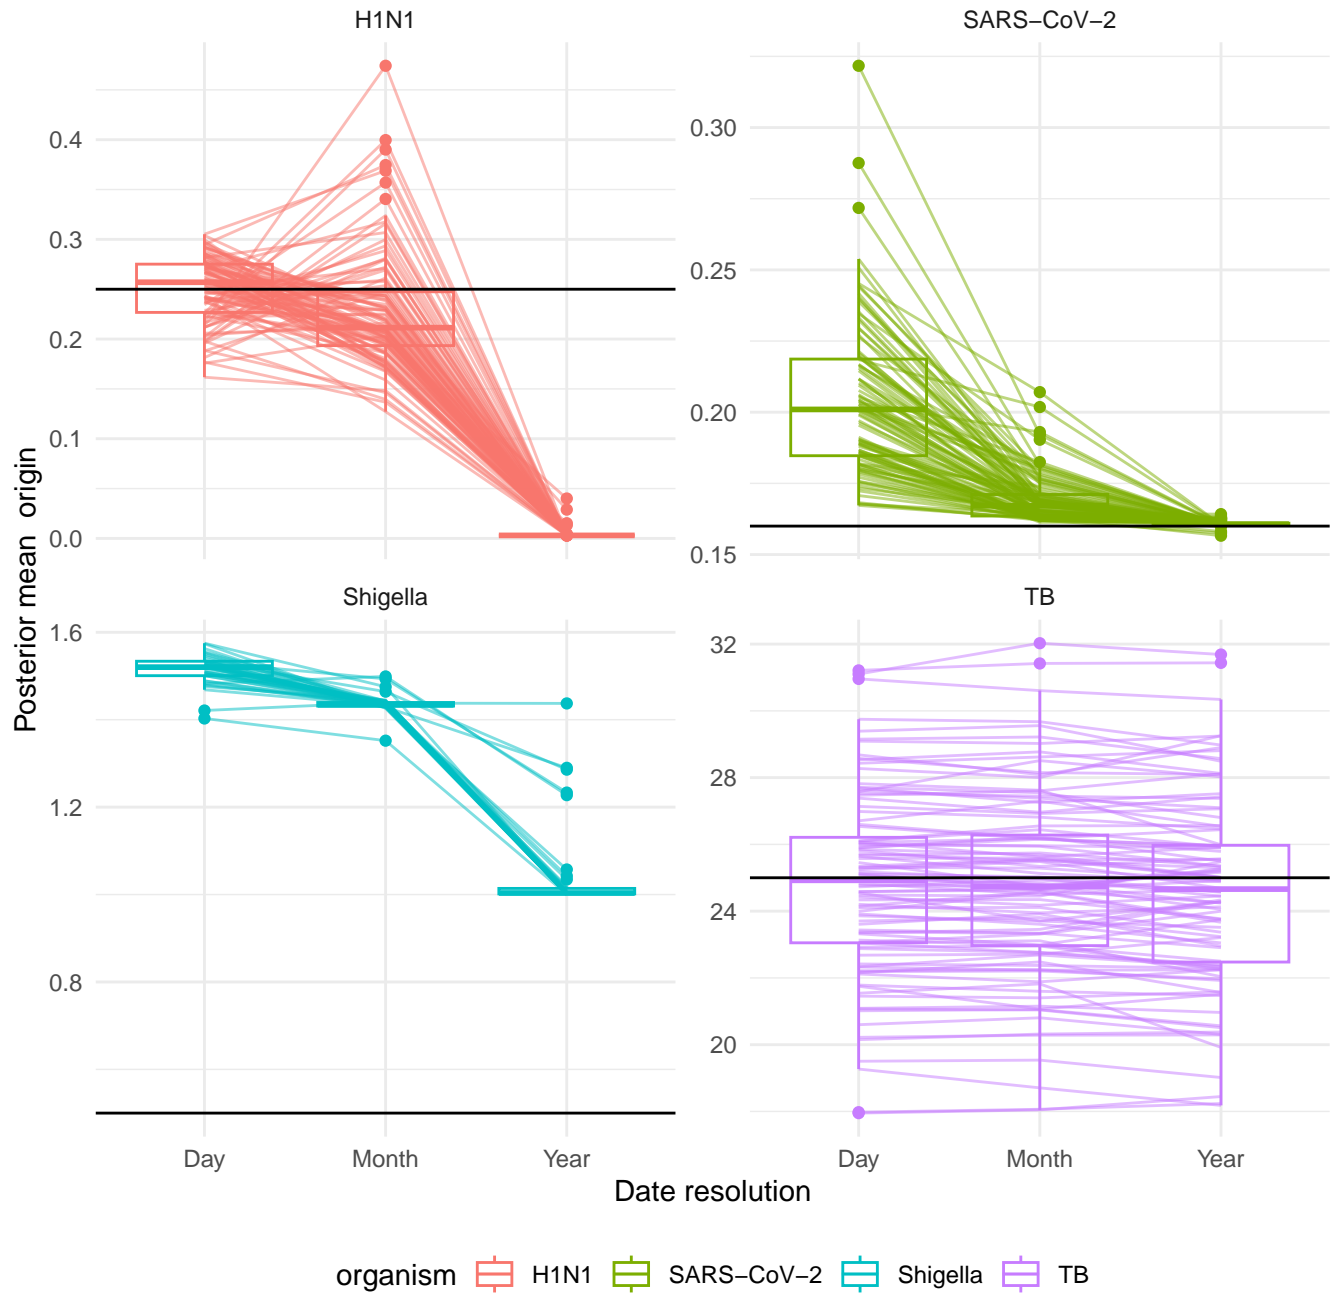 H1N1
SARS−CoV−2
0.4
0.3
0.2
0.1
0.0
0.30
0.25
0.20
0.15
Shigella
TB
1.6
1.2
0.8
32
28
24
20
Posterior mean  origin
Day
Month
Year
Day
Month
Year
Date resolution
organism
H1N1
SARS−CoV−2
Shigella
TB